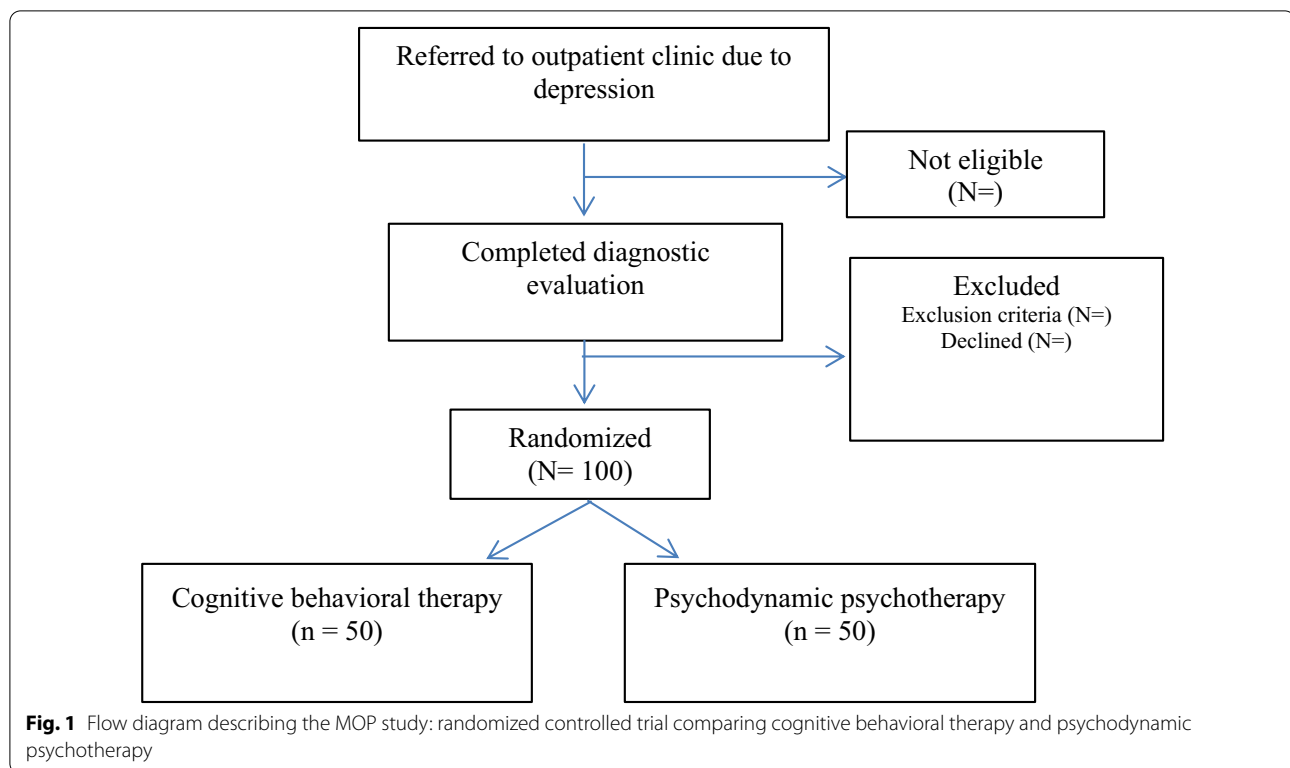 Referred to outpatient clinic due to
depression
Not eligible
(N=)
Completed diagnostic
evaluation
Excluded
Exclusion criteria (N=)
Declined (N=)
Randomized
(N= 100)
Cognitive behavioral therapy
(n = 50)
Psychodynamic psychotherapy
(n = 50)
Fig. 1 Flow diagram describing the MOP study: randomized controlled trial comparing cognitive behavioral therapy and psychodynamic
psychotherapy